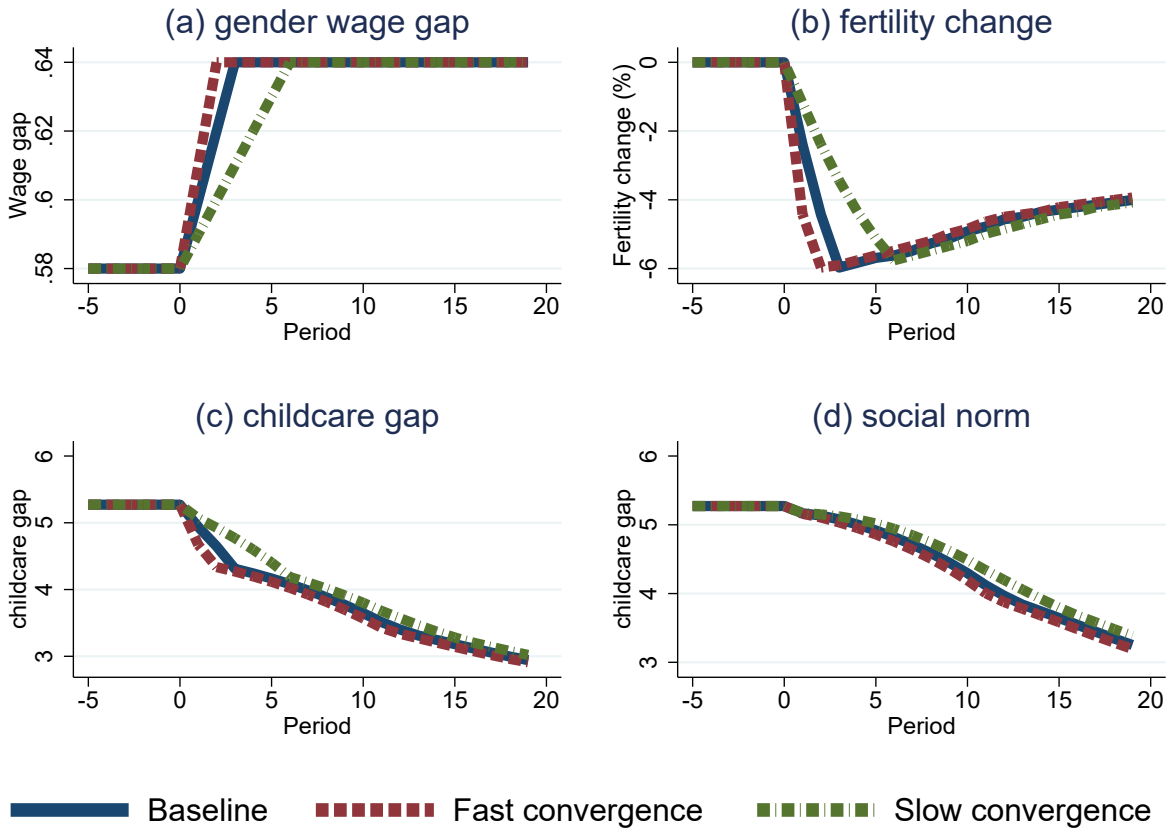 (a) gender wage gap
Wage gap
.64
.62
.6
.58
-5 0 5 10 15 20
Period
(b) fertility change
Fertility change (%)
0
-2
-4
-6
-5 0 5 10 15 20
Period
(c) childcare gap
childcare gap
6
5
4
3
-5 0 5 10 15 20
Period
(d) social norm
childcare gap
6
5
4
3
-5 0 5 10 15 20
Period
Baseline Fast convergence Slow convergence